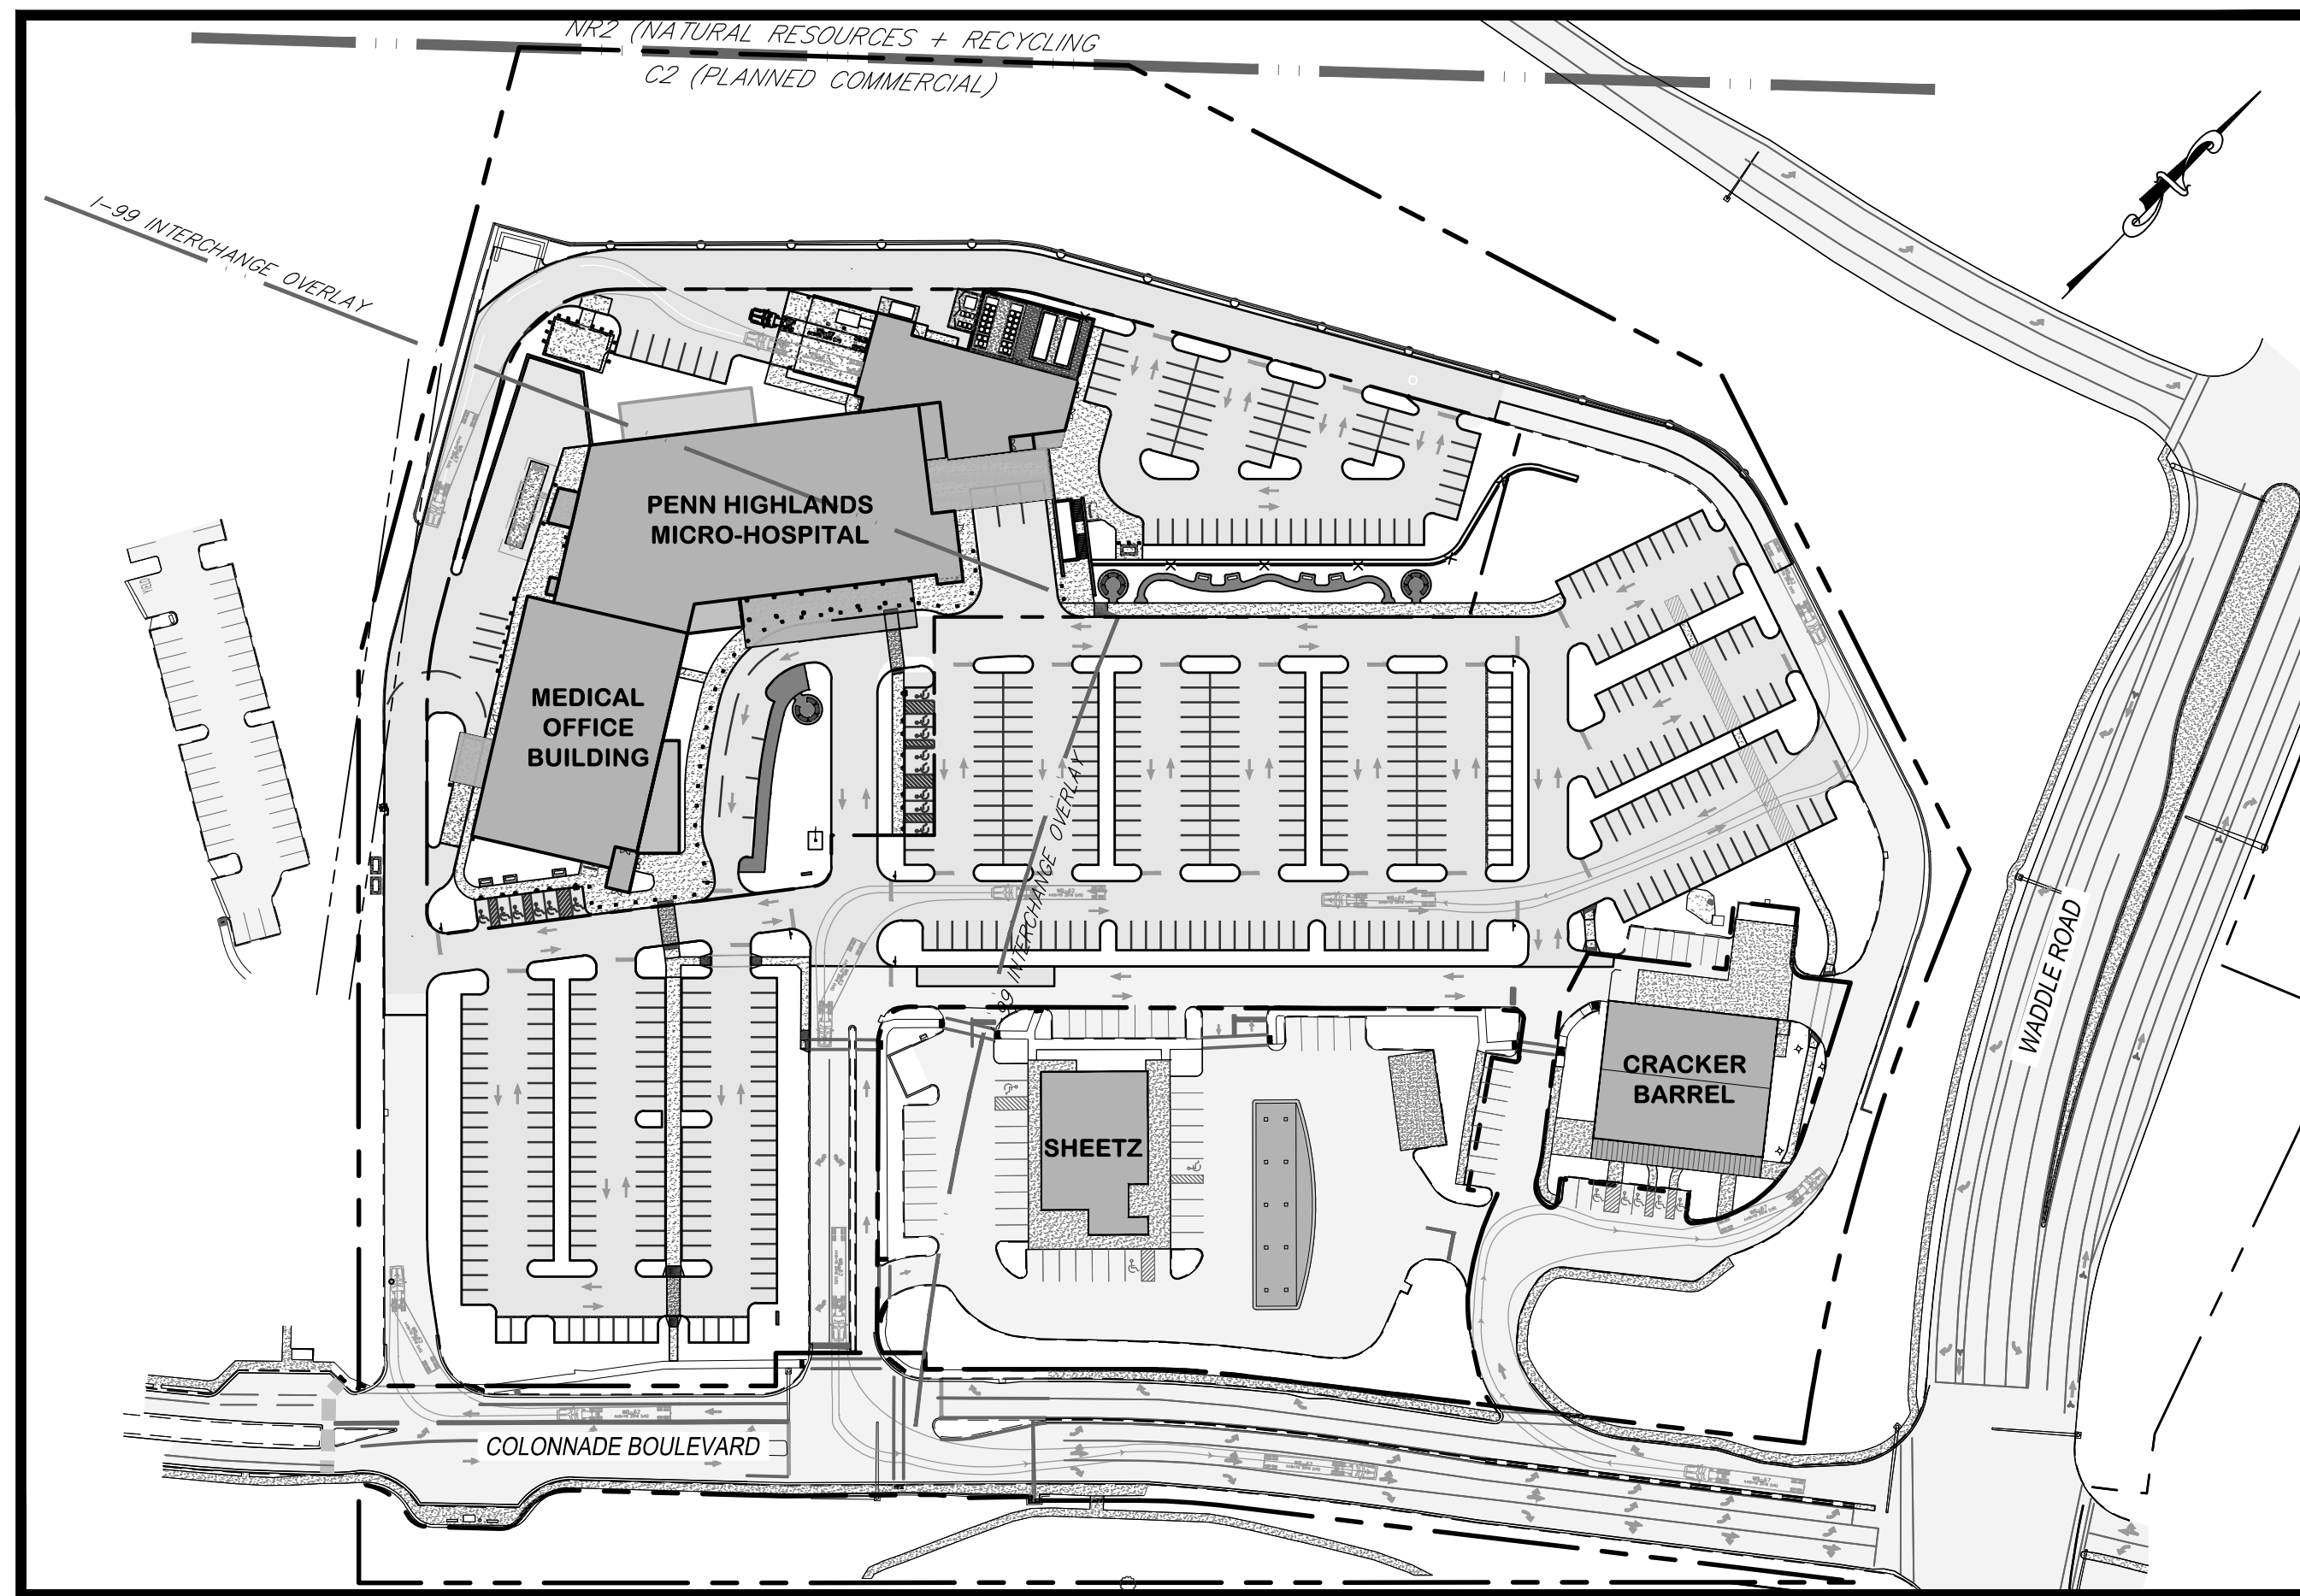 NR2 (NATURAL RESOURCES + RECYCLING
C2 (PLANNED COMMERCIAL)
I-99 INTERCHANGE OVERLAY
PENN HIGHLANDS
MICRO-HOSPITAL
MEDICAL
OFFICE
BUILDING
99 INTERCHANGE OVERLAY
WADDLE ROAD
CRACKER
BARREL
SHEETZ
COLONNADE BOULEVARD